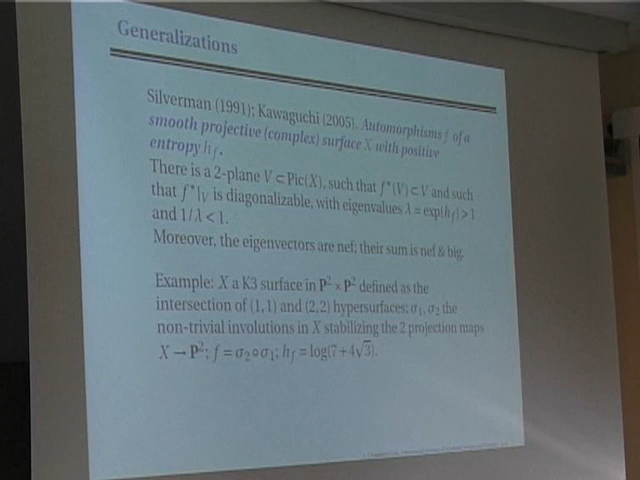 Generalizations
Silverman (1991); Kawaguchi (2005). Automorphisms f of a
smooth projective (complex) surface X with positive
entropy h_f.
There is a 2-plane V ⊂ Pic(X), such that f*(V) ⊂ V and such
that f*|_V is diagonalizable, with eigenvalues λ = exp(h_f) > 1
and 1/λ < 1.
Moreover, the eigenvectors are nef; their sum is nef & big.
Example: X a K3 surface in P² × P² defined as the
intersection of (1,1) and (2,2) hypersurfaces; σ₁, σ₂ the
non-trivial involutions in X stabilizing the 2 projection maps
X → P²; f = σ₂∘σ₁; h_f = log(7+4√3).